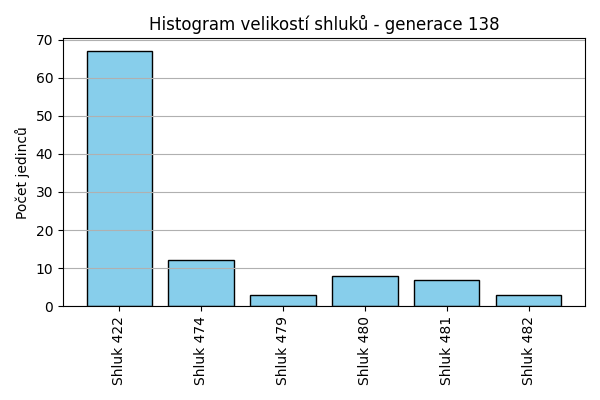 Histogram velikostí shluků - generace 138
Počet jedinců
70
60
50
40
30
20
10
0
Shluk 422
Shluk 474
Shluk 479
Shluk 480
Shluk 481
Shluk 482